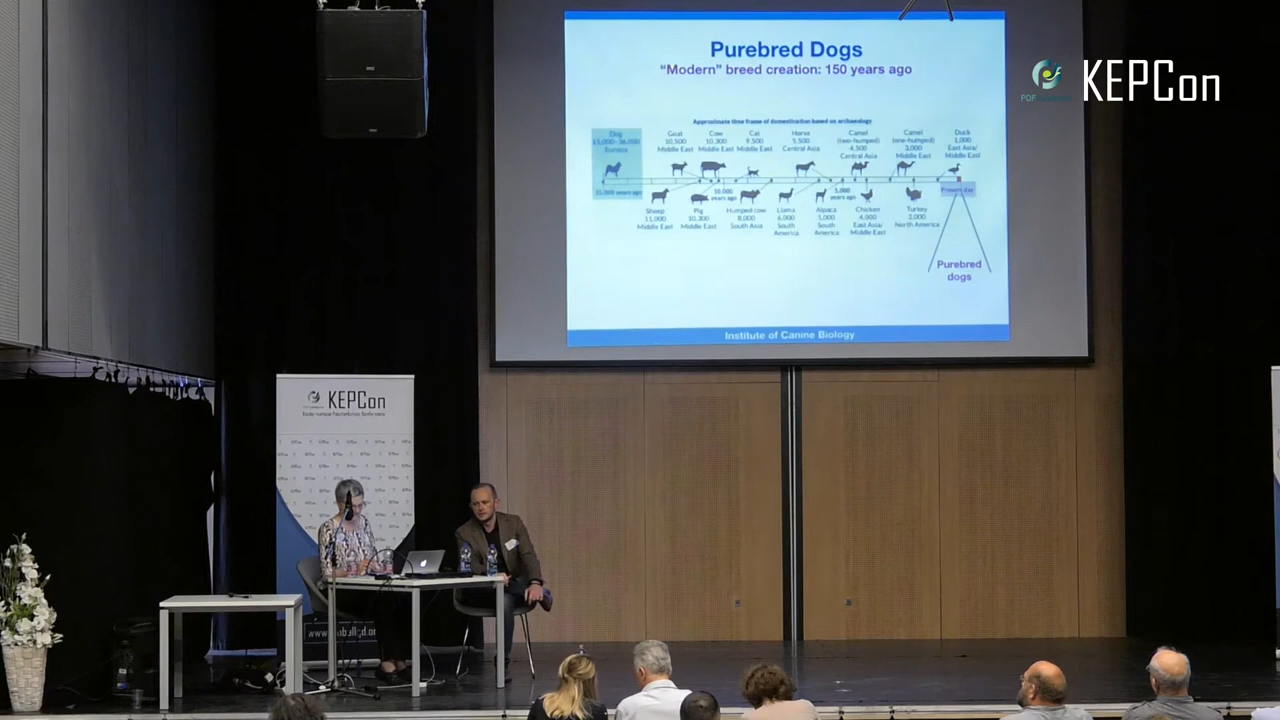 Purebred Dogs
"Modern" breed creation: 150 years ago
KEPCon
Approximate time frame of domestication based on archaeology
Dog
15,000–36,000
Goat
10,500
Middle East
Cow
10,300
Middle East
Cat
9,500
Middle East
Horse
5,500
Central Asia
Camel
(two-humped)
4,500
Central Asia
Camel
(one-humped)
3,000
Middle East
Duck
1,000
East Asia/
Middle East
15,000 years ago
10,000
years ago
5,000
years ago
Present day
Sheep
11,000
Middle East
Pig
10,300
Middle East
Humped cow
8,000
South Asia
Llama
6,000
South
America
Alpaca
5,000
South
America
Chicken
4,000
East Asia/
Middle East
Turkey
2,000
North America
Purebred
dogs
Institute of Canine Biology
KEPCon